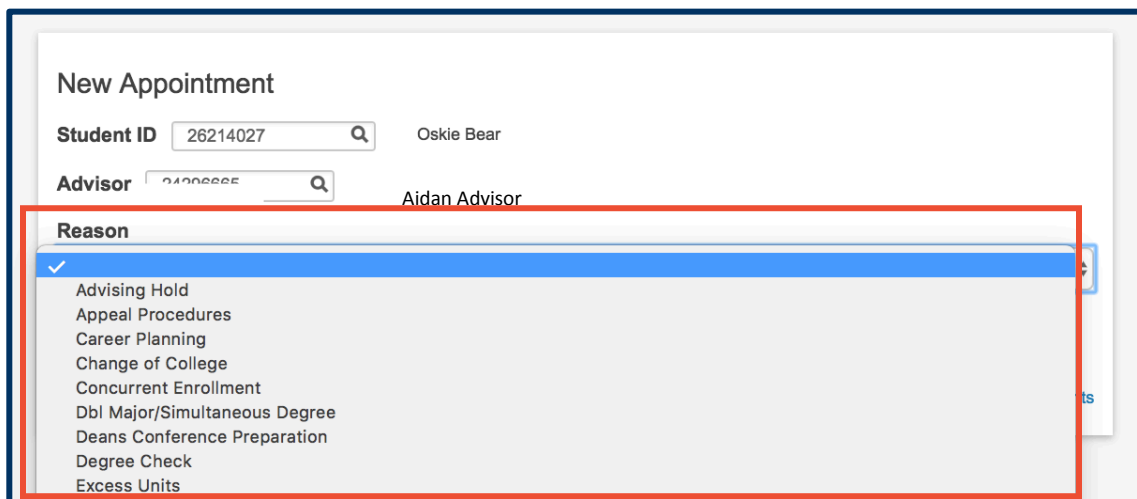 New Appointment
Student ID 26214027 Oskie Bear
Advisor Aidan Advisor
Reason
✓
Advising Hold
Appeal Procedures
Career Planning
Change of College
Concurrent Enrollment
Dbl Major/Simultaneous Degree
Deans Conference Preparation
ts
Degree Check
Excess Units